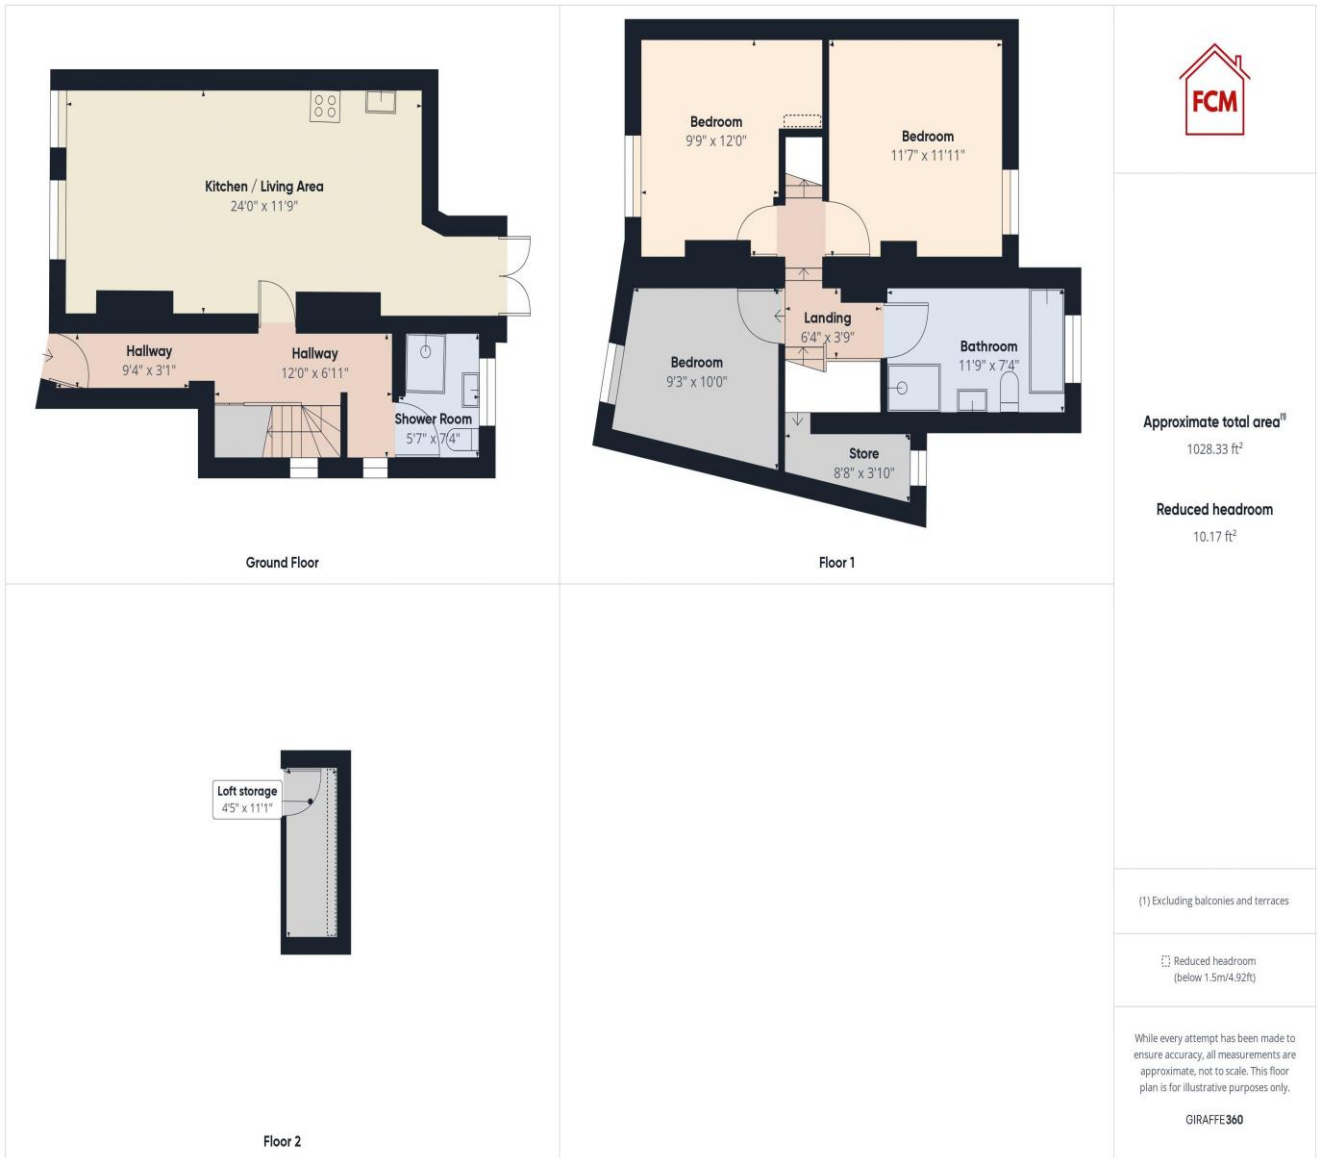 Kitchen / Living Area
24'0" x 11'9"
Hallway
9'4" x 3'1"
Hallway
12'0" x 6'11"
Shower Room
5'7" x 7'4"
Ground Floor
Bedroom
9'9" x 12'0"
Bedroom
11'7" x 11'11"
Landing
6'4" x 3'9"
Bedroom
9'3" x 10'0"
Bathroom
11'9" x 7'4"
Store
8'8" x 3'10"
Floor 1
Loft storage
4'5" x 11'1"
Floor 2
FCM
Approximate total area(1)
1028.33 ft²
Reduced headroom
10.17 ft²
(1) Excluding balconies and terraces
Reduced headroom
(below 1.5m/4.92ft)
While every attempt has been made to
ensure accuracy, all measurements are
approximate, not to scale. This floor
plan is for illustrative purposes only.
GIRAFFE360